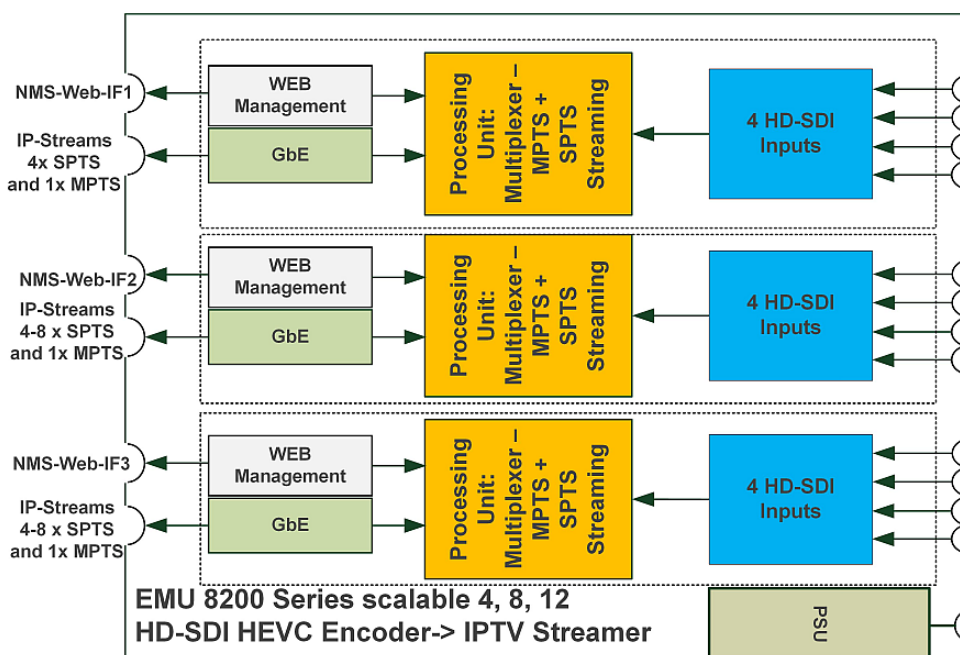 NMS-Web-IF1
IP-Streams
4x SPTS
and 1x MPTS
WEB
Management
GbE
Processing
Unit:
Multiplexer –
MPTS +
SPTS
Streaming
4 HD-SDI
Inputs
NMS-Web-IF2
IP-Streams
4-8 x SPTS
and 1x MPTS
WEB
Management
GbE
Processing
Unit:
Multiplexer –
MPTS +
SPTS
Streaming
4 HD-SDI
Inputs
NMS-Web-IF3
IP-Streams
4-8 x SPTS
and 1x MPTS
WEB
Management
GbE
Processing
Unit:
Multiplexer –
MPTS +
SPTS
Streaming
4 HD-SDI
Inputs
EMU 8200 Series scalable 4, 8, 12
HD-SDI HEVC Encoder-> IPTV Streamer
PSU